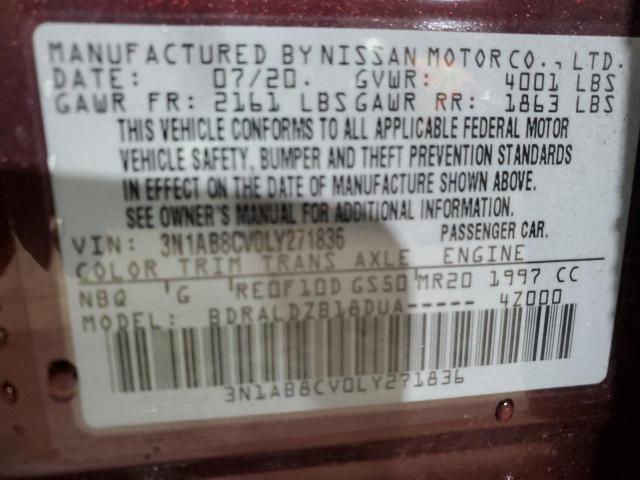 MANUFACTURED BY NISSAN MOTOR CO., LTD.
DATE: 07/20. GVWR: 4001 LBS
GAWR FR: 2161 LBS GAWR RR: 1863 LBS
THIS VEHICLE CONFORMS TO ALL APPLICABLE FEDERAL MOTOR
VEHICLE SAFETY, BUMPER AND THEFT PREVENTION STANDARDS
IN EFFECT ON THE DATE OF MANUFACTURE SHOWN ABOVE.
SEE OWNER'S MANUAL FOR ADDITIONAL INFORMATION.
VIN: 3N1AB8CV0LY271836 PASSENGER CAR.
COLOR TRIM TRANS AXLE ENGINE
NBQ 'G 'RE0F10D GS50 MR20 1997 CC
MODEL: BDRALDZB18DUA----- 4Z000
3N1AB8CV0LY271836